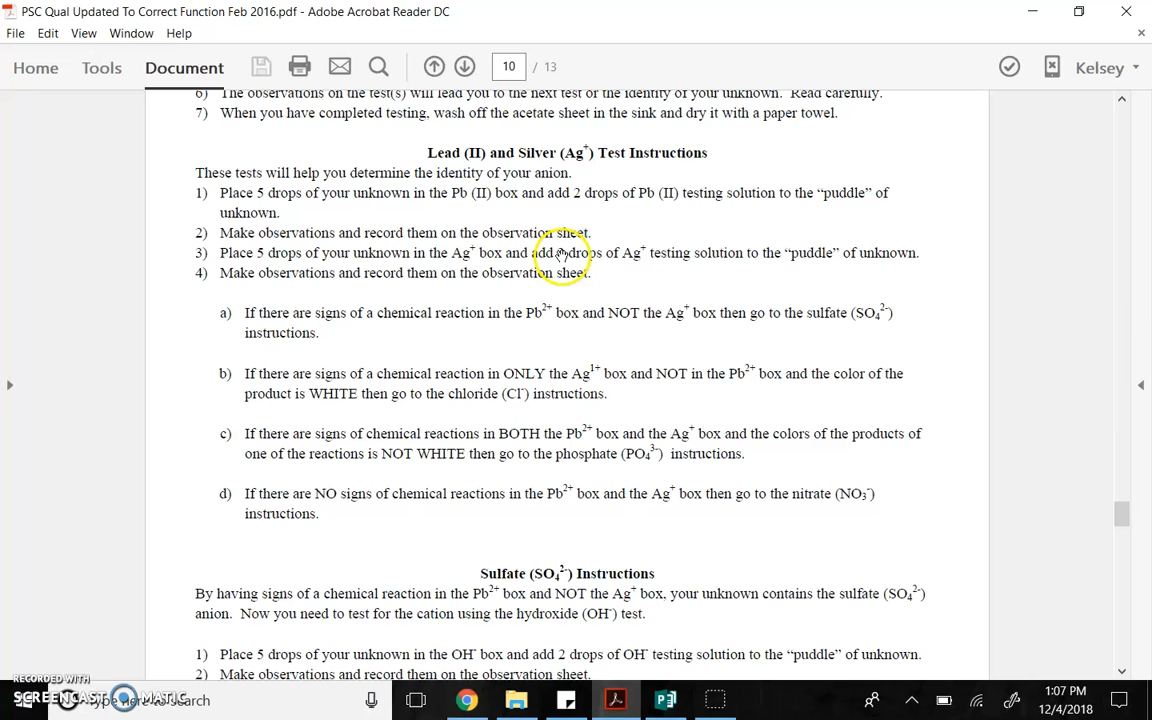 PSC Qual Updated To Correct Function Feb 2016.pdf - Adobe Acrobat Reader DC
File Edit View Window Help
Home Tools Document 10 / 13 Kelsey
6) The observations on the test(s) will lead you to the next test or the identity of your unknown. Read carefully.
7) When you have completed testing, wash off the acetate sheet in the sink and dry it with a paper towel.
Lead (II) and Silver (Ag⁺) Test Instructions
These tests will help you determine the identity of your anion.
1) Place 5 drops of your unknown in the Pb (II) box and add 2 drops of Pb (II) testing solution to the “puddle” of
unknown.
2) Make observations and record them on the observation sheet.
3) Place 5 drops of your unknown in the Ag⁺ box and add drops of Ag⁺ testing solution to the “puddle” of unknown.
4) Make observations and record them on the observation sheet.
a) If there are signs of a chemical reaction in the Pb²⁺ box and NOT the Ag⁺ box then go to the sulfate (SO₄²⁻)
instructions.
b) If there are signs of a chemical reaction in ONLY the Ag¹⁺ box and NOT in the Pb²⁺ box and the color of the
product is WHITE then go to the chloride (Cl⁻) instructions.
c) If there are signs of chemical reactions in BOTH the Pb²⁺ box and the Ag⁺ box and the colors of the products of
one of the reactions is NOT WHITE then go to the phosphate (PO₄³⁻) instructions.
d) If there are NO signs of chemical reactions in the Pb²⁺ box and the Ag⁺ box then go to the nitrate (NO₃⁻)
instructions.
Sulfate (SO₄²⁻) Instructions
By having signs of a chemical reaction in the Pb²⁺ box and NOT the Ag⁺ box, your unknown contains the sulfate (SO₄²⁻)
anion. Now you need to test for the cation using the hydroxide (OH⁻) test.
1) Place 5 drops of your unknown in the OH⁻ box and add 2 drops of OH⁻ testing solution to the “puddle” of unknown.
2) Make observations and record them on the observation sheet.
RECORDED WITH
SCREENCAST MATIC
here to search
1:07 PM
12/4/2018